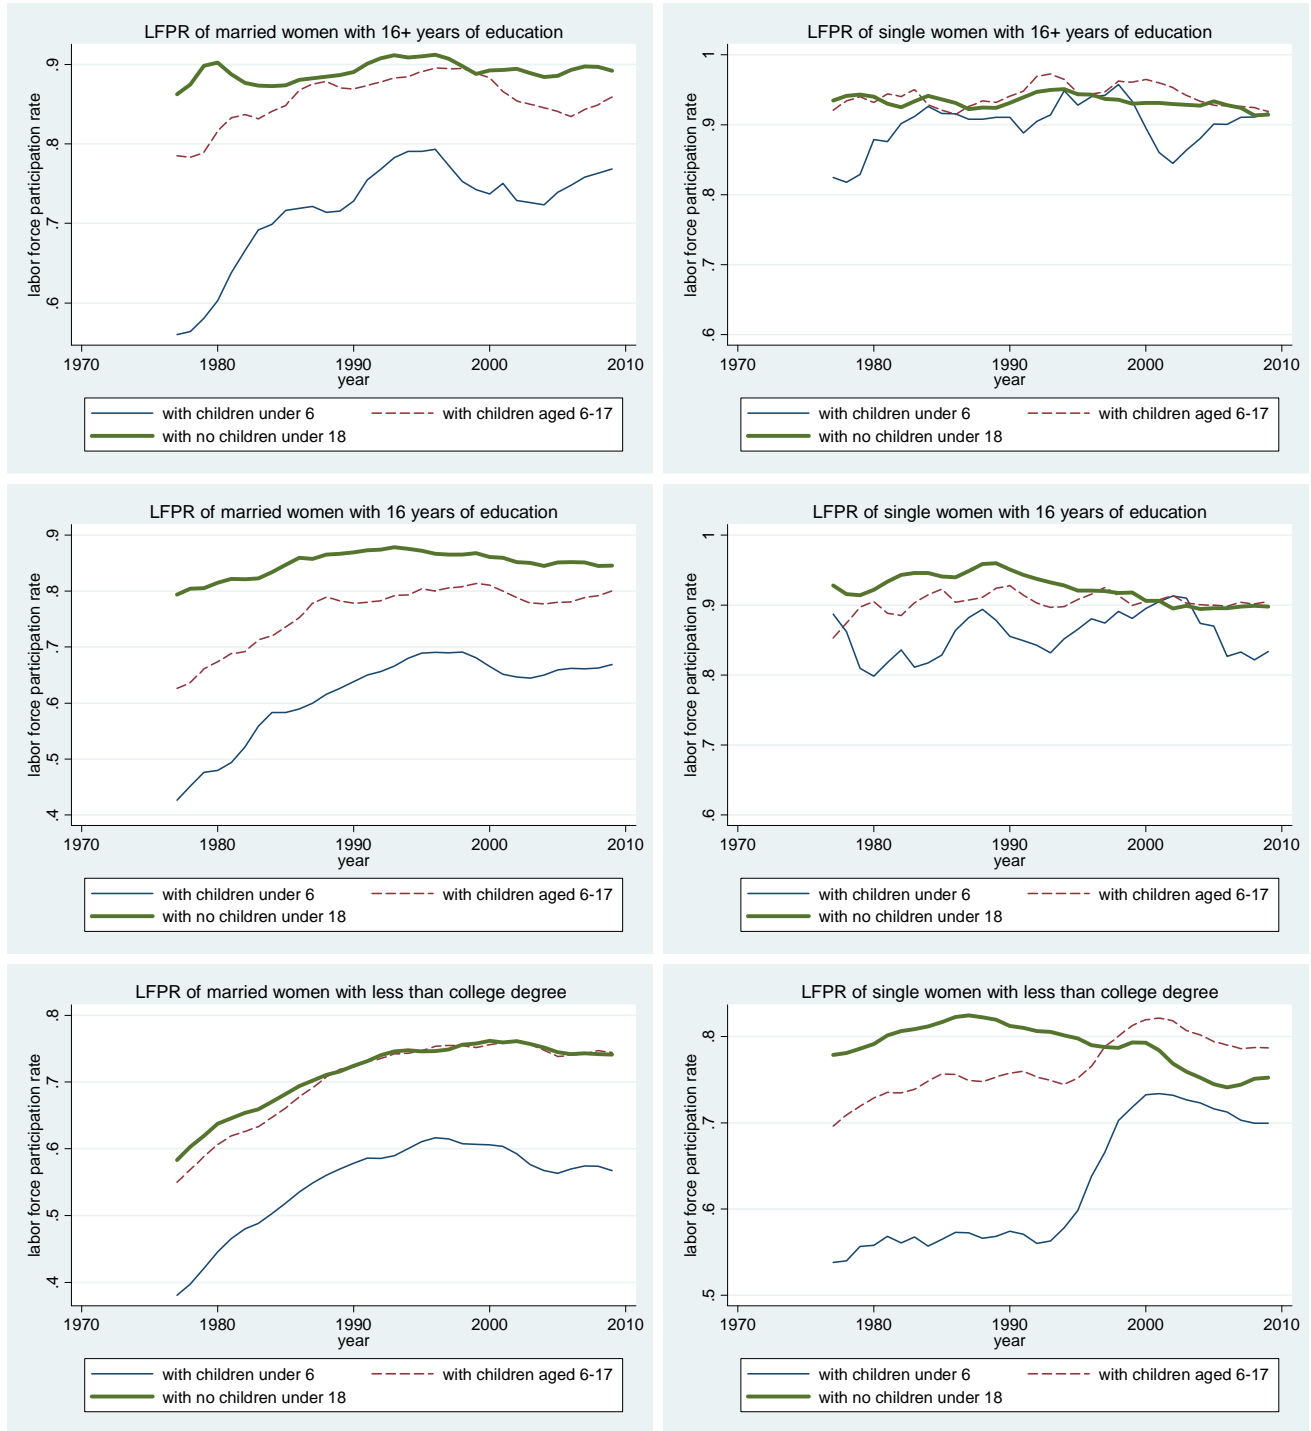 LFPR of married women with 16+ years of education
labor force participation rate
.9
.8
.7
.6
1970 1980 1990 2000 2010
year
with children under 6 with children aged 6-17
with no children under 18
LFPR of single women with 16+ years of education
labor force participation rate
1
.9
.8
.7
.6
1970 1980 1990 2000 2010
year
with children under 6 with children aged 6-17
with no children under 18
LFPR of married women with 16 years of education
labor force participation rate
.9
.8
.7
.6
.5
.4
1970 1980 1990 2000 2010
year
with children under 6 with children aged 6-17
with no children under 18
LFPR of single women with 16 years of education
labor force participation rate
1
.9
.8
.7
.6
1970 1980 1990 2000 2010
year
with children under 6 with children aged 6-17
with no children under 18
LFPR of married women with less than college degree
labor force participation rate
.8
.7
.6
.5
.4
1970 1980 1990 2000 2010
year
with children under 6 with children aged 6-17
with no children under 18
LFPR of single women with less than college degree
labor force participation rate
.8
.7
.6
.5
1970 1980 1990 2000 2010
year
with children under 6 with children aged 6-17
with no children under 18